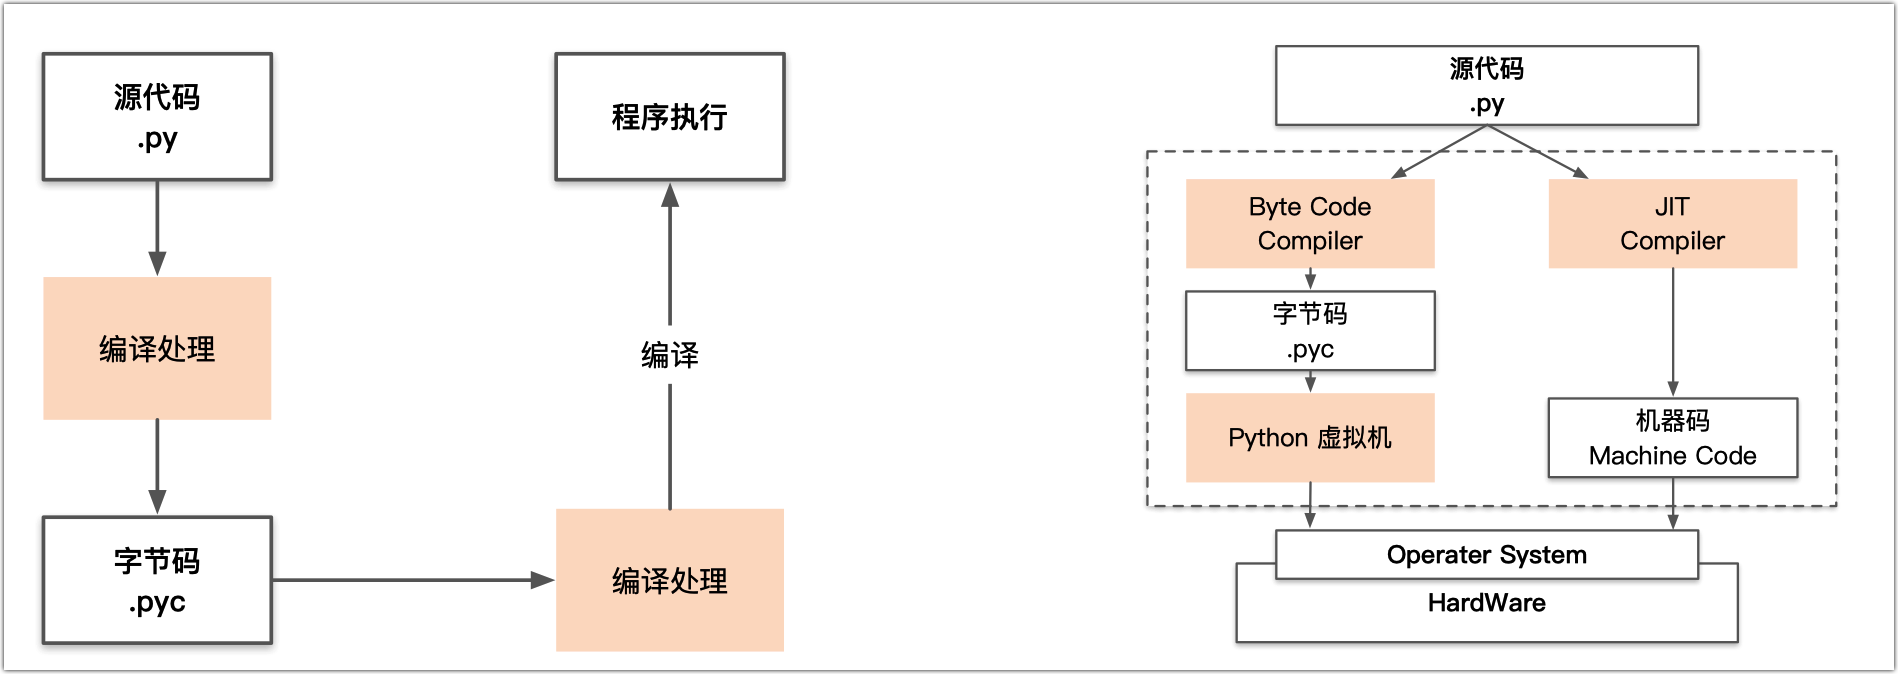 源代码
.py
编译处理
字节码
.pyc
编译处理
编译
程序执行
源代码
.py
Byte Code
Compiler
字节码
.pyc
Python 虚拟机
JIT
Compiler
机器码
Machine Code
Operater System
HardWare